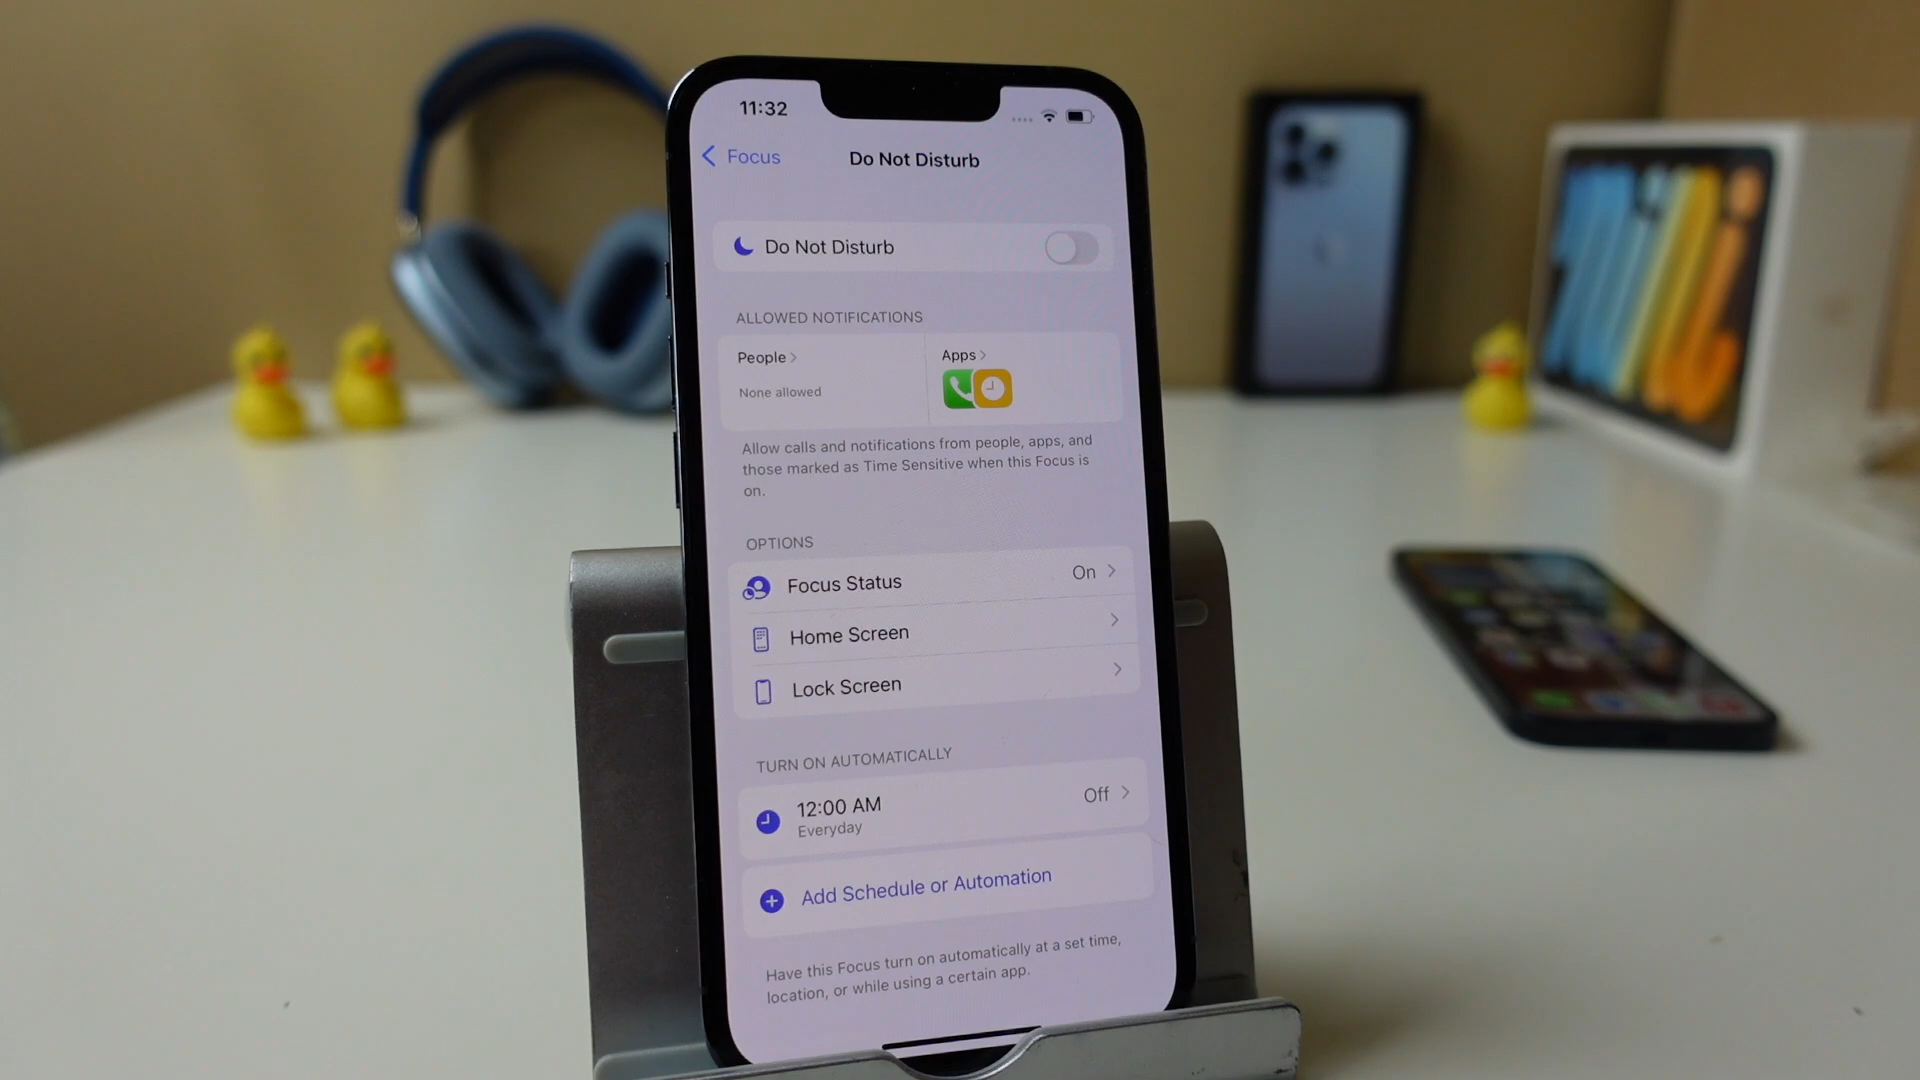 11:32
Focus
Do Not Disturb
Do Not Disturb
ALLOWED NOTIFICATIONS
People
Apps
None allowed
Allow calls and notifications from people, apps, and
those marked as Time Sensitive when this Focus is
on.
OPTIONS
Focus Status On
Home Screen
Lock Screen
TURN ON AUTOMATICALLY
12:00 AM Off
Everyday
Add Schedule or Automation
Have this Focus turn on automatically at a set time,
location, or while using a certain app.